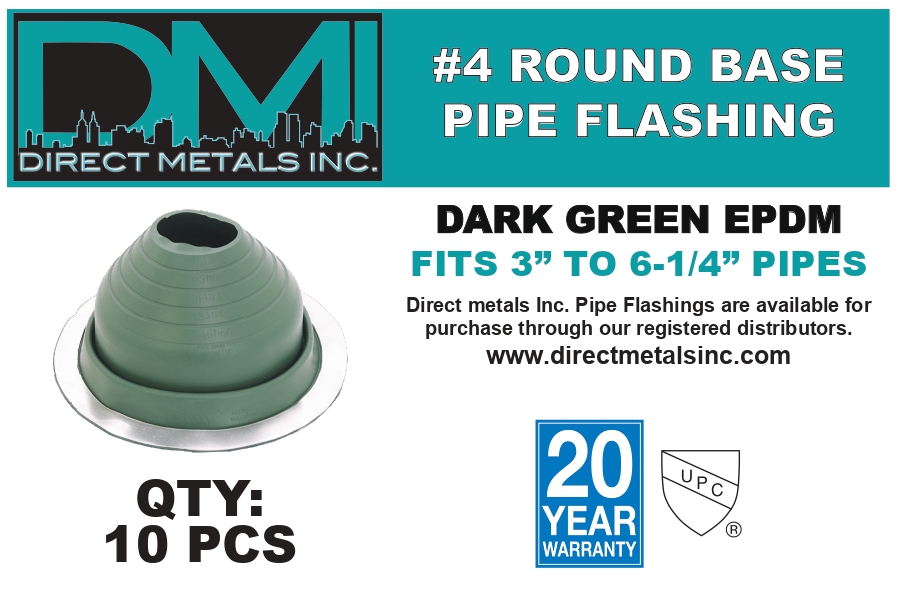 DMI
DIRECT METALS INC.
#4 ROUND BASE
PIPE FLASHING
DARK GREEN EPDM
FITS 3” TO 6-1/4” PIPES
Direct metals Inc. Pipe Flashings are available for
purchase through our registered distributors.
www.directmetalsinc.com
QTY:
10 PCS
20
YEAR
WARRANTY
UPC
®